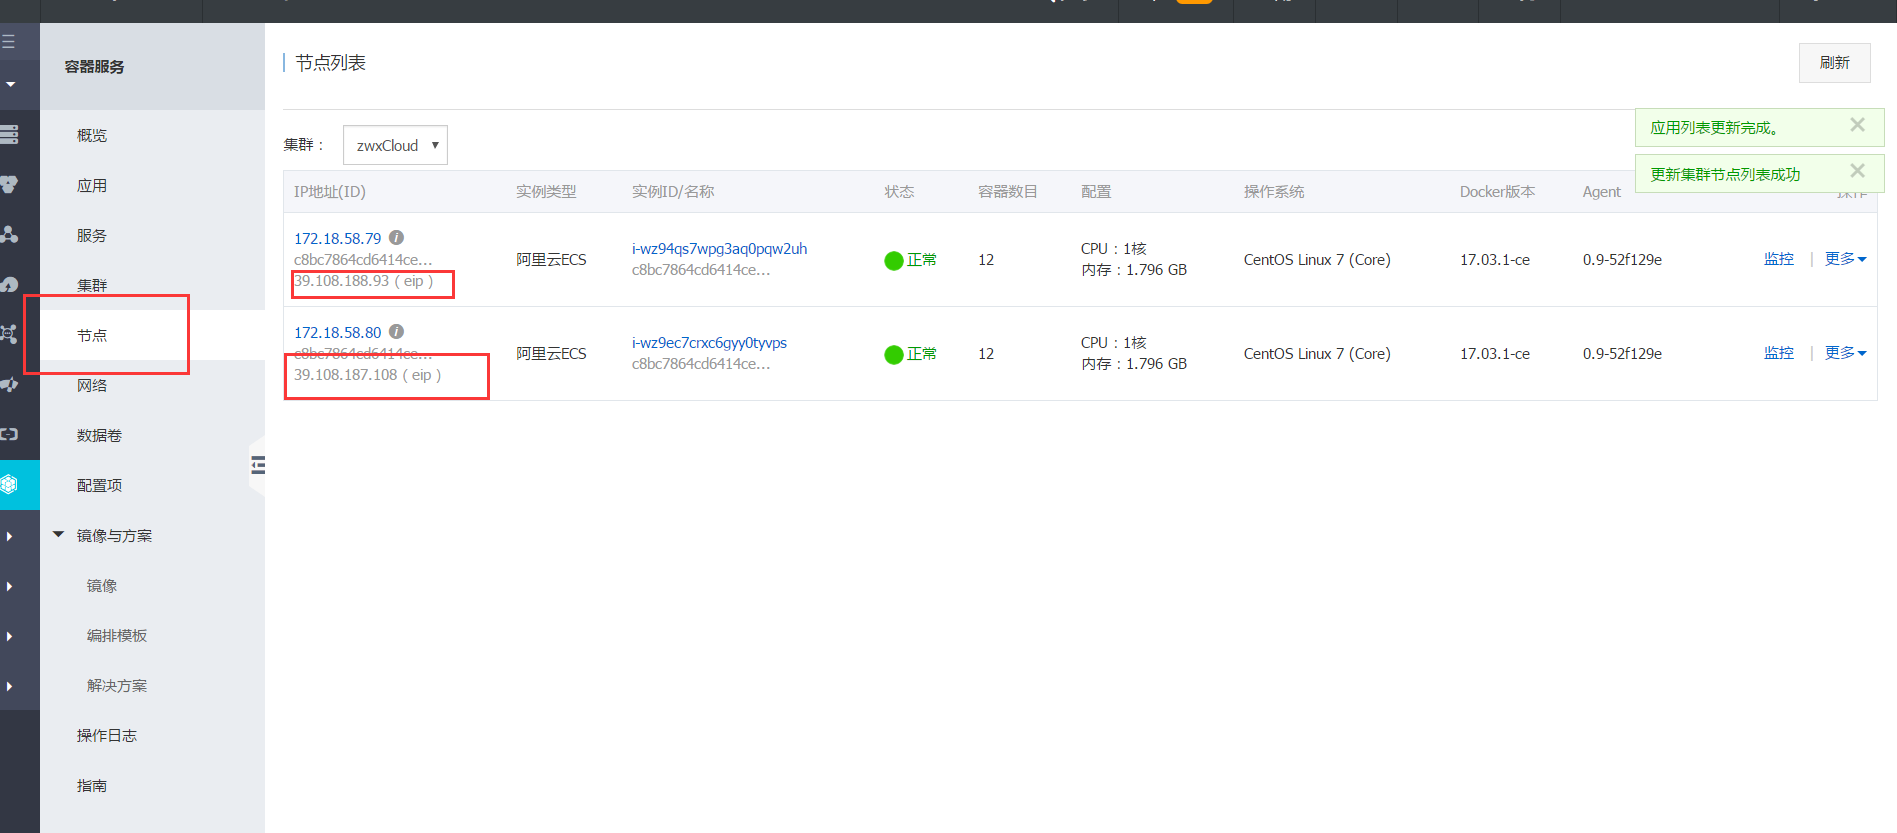 容器服务
概览
应用
服务
集群
节点
网络
数据卷
配置项
镜像与方案
镜像
编排模板
解决方案
操作日志
指南
节点列表
刷新
集群： zwxCloud
应用列表更新完成。
更新集群节点列表成功
IP地址(ID) 实例类型 实例ID/名称 状态 容器数目 配置 操作系统 Docker版本 Agent 操作
172.18.58.79
c8bc7864cd6414ce...
39.108.188.93 ( eip )
阿里云ECS
i-wz94qs7wpg3aq0pqw2uh
c8bc7864cd6414ce...
正常
12
CPU：1核
内存：1.796 GB
CentOS Linux 7 (Core)
17.03.1-ce
0.9-52f129e
监控 | 更多
172.18.58.80
c8bc7864cd6414ce...
39.108.187.108 ( eip )
阿里云ECS
i-wz9ec7crxc6gyy0tyvps
c8bc7864cd6414ce...
正常
12
CPU：1核
内存：1.796 GB
CentOS Linux 7 (Core)
17.03.1-ce
0.9-52f129e
监控 | 更多